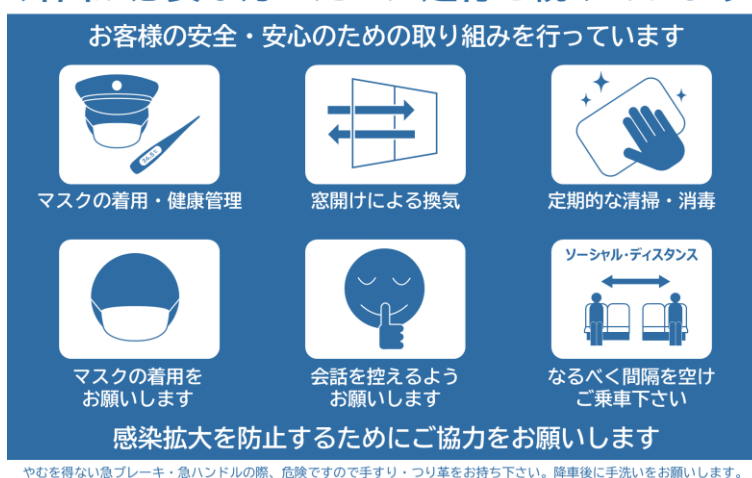 お客様の安全・安心のための取り組みを行っています
36.5℃
マスクの着用・健康管理
窓開けによる換気
定期的な清掃・消毒
ソーシャル・ディスタンス
マスクの着用を
お願いします
会話を控えるよう
お願いします
なるべく間隔を空け
ご乗車下さい
感染拡大を防止するためにご協力をお願いします
やむを得ない急ブレーキ・急ハンドルの際、危険ですので手すり・つり革をお持ち下さい。降車後に手洗いをお願いします。